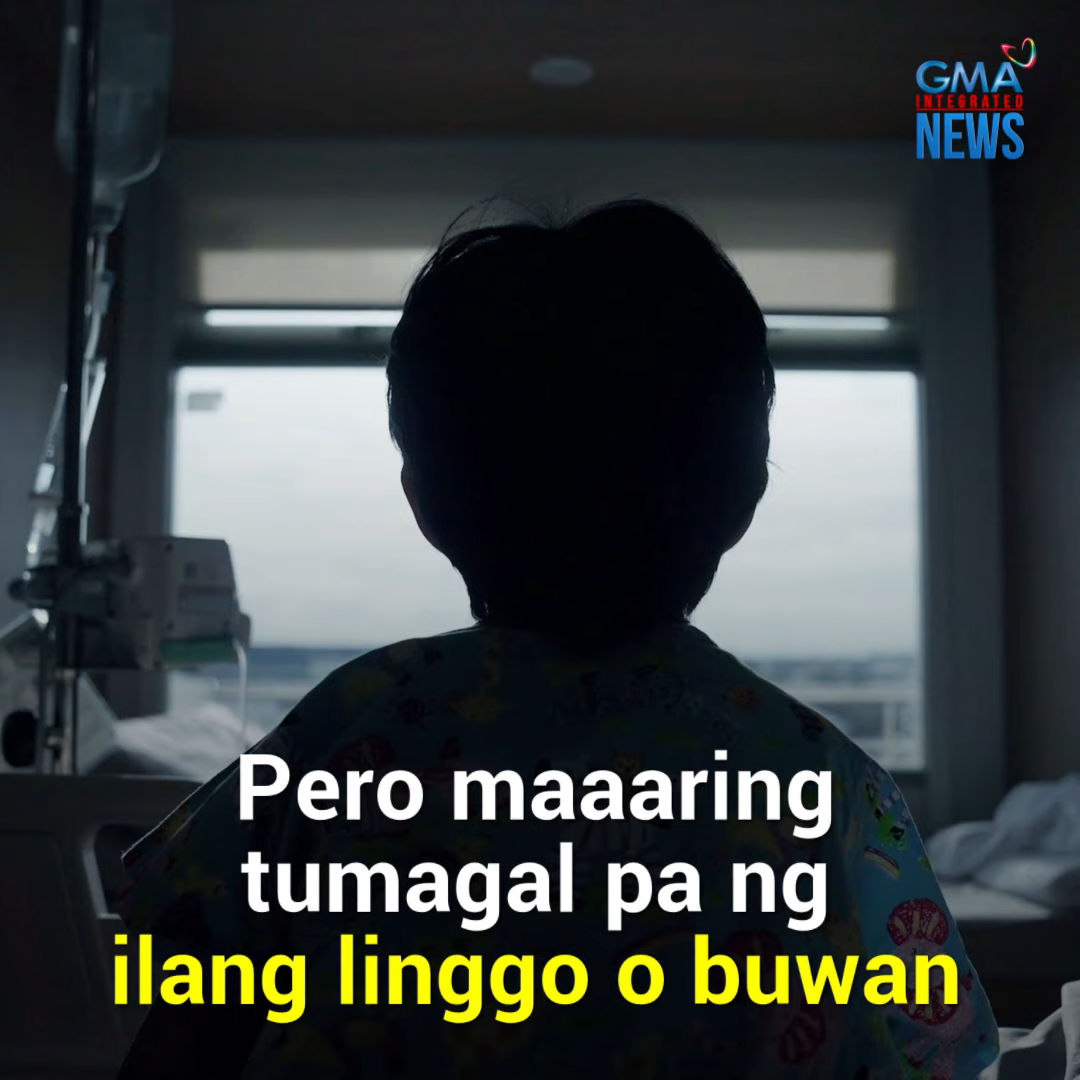 GMA
INTEGRATED
NEWS
Pero maaaring
tumagal pa ng
ilang linggo o buwan